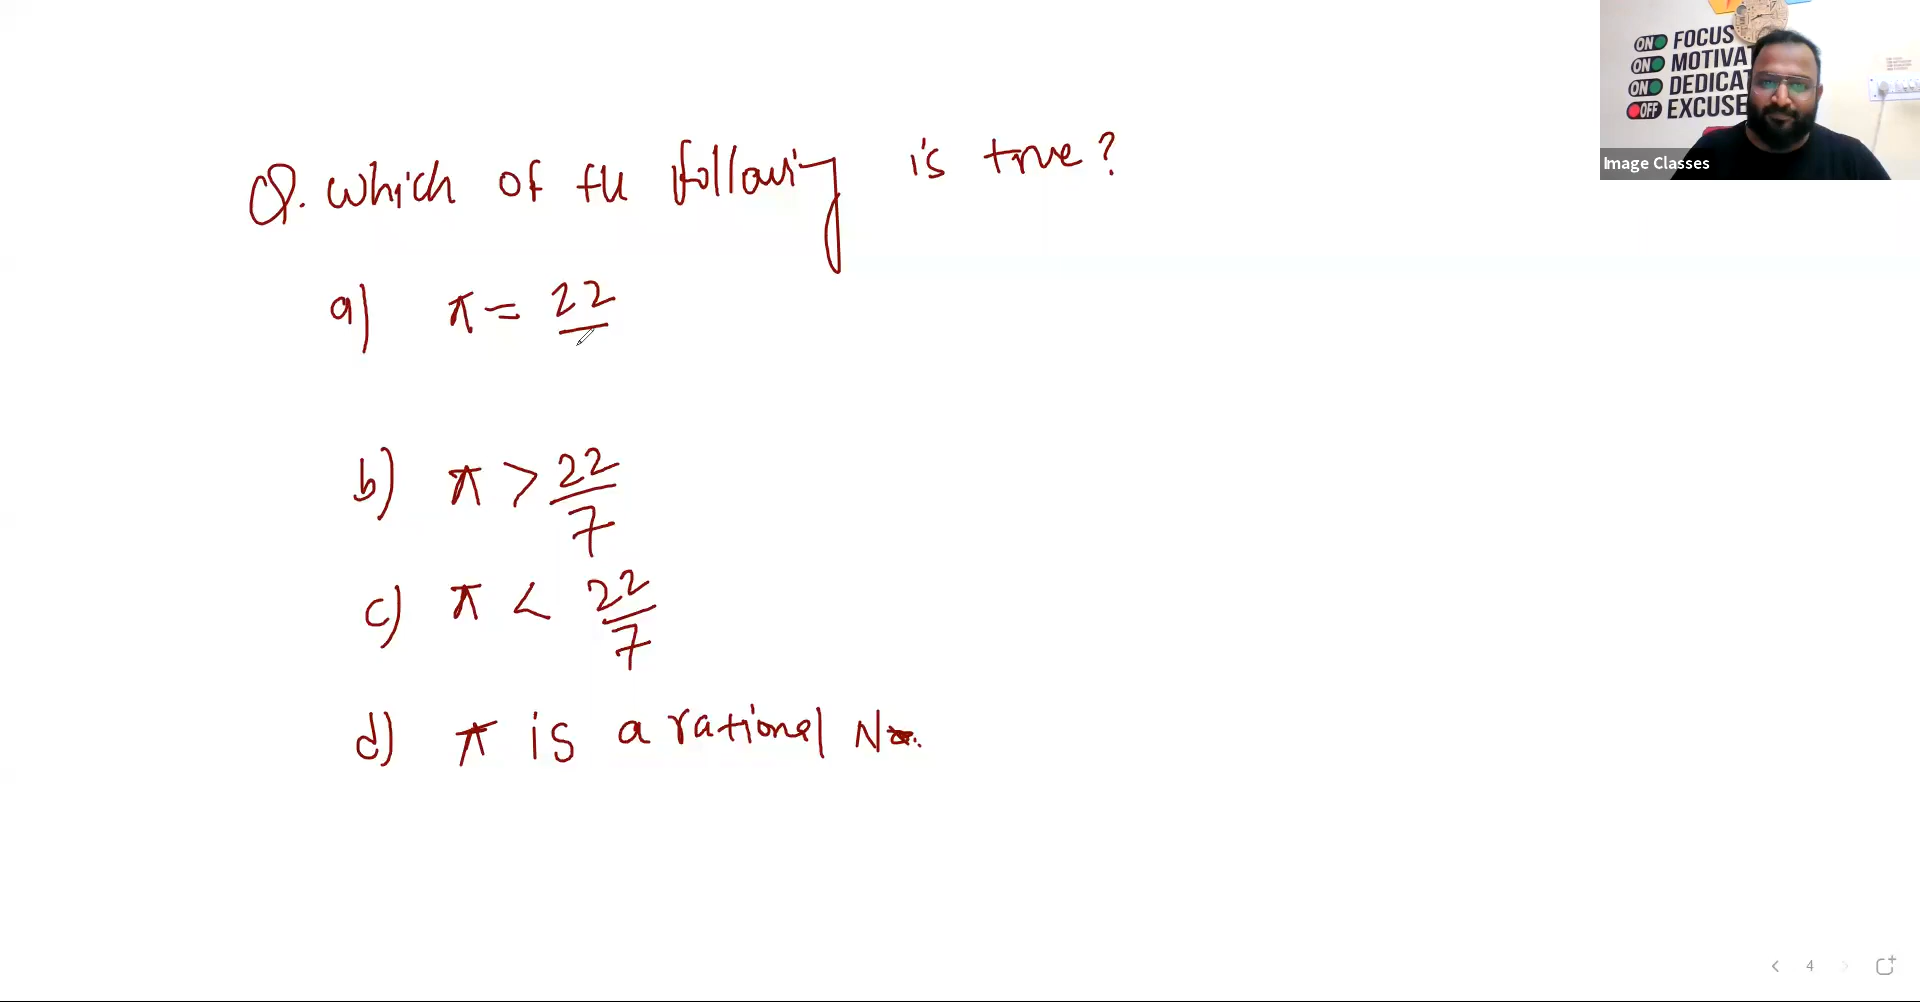 Q. which of the following is true?
a) π = 22
b) π > 22/7
c) π < 22/7
d) π is a rational No.
ON FOCUS
ON MOTIVA
ON DEDICAT
OFF EXCUSE
Image Classes
4